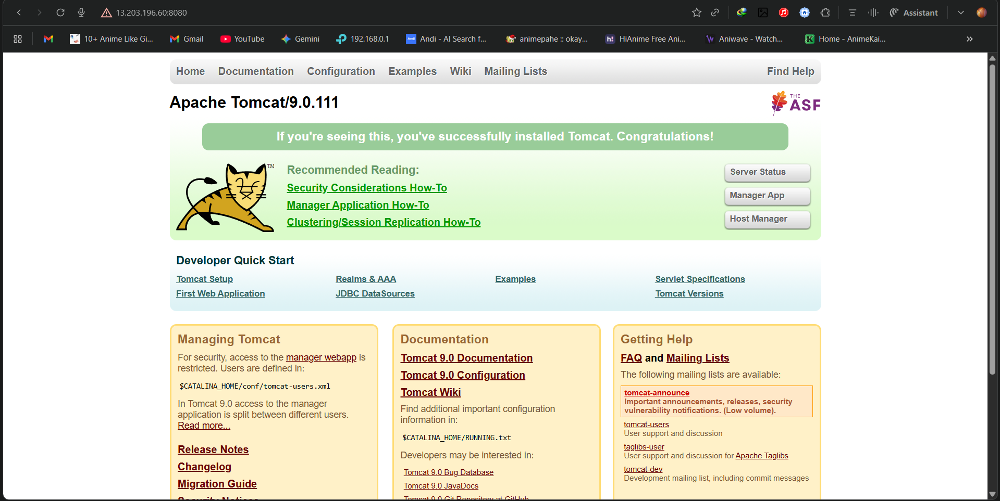 13.203.196.60:8080
Assistant
10+ Anime Like Gi...
Gmail
YouTube
Gemini
192.168.0.1
Andi
Andi - AI Search f...
animepahe :: okay...
h!
HiAnime Free Ani...
Aniwave - Watch...
Home - AnimeKai...
Home Documentation Configuration Examples Wiki Mailing Lists Find Help
Apache Tomcat/9.0.111
THE
ASF
If you're seeing this, you've successfully installed Tomcat. Congratulations!
TM
Recommended Reading:
Security Considerations How-To
Manager Application How-To
Clustering/Session Replication How-To
Server Status
Manager App
Host Manager
Developer Quick Start
Tomcat Setup
First Web Application
Realms & AAA
JDBC DataSources
Examples
Servlet Specifications
Tomcat Versions
Managing Tomcat
For security, access to the manager webapp is
restricted. Users are defined in:
$CATALINA_HOME/conf/tomcat-users.xml
In Tomcat 9.0 access to the manager
application is split between different users.
Read more...
Release Notes
Changelog
Migration Guide
Security Notices
Documentation
Tomcat 9.0 Documentation
Tomcat 9.0 Configuration
Tomcat Wiki
Find additional important configuration
information in:
$CATALINA_HOME/RUNNING.txt
Developers may be interested in:
Tomcat 9.0 Bug Database
Tomcat 9.0 JavaDocs
Tomcat 9.0 Git Repository at GitHub
Getting Help
FAQ and Mailing Lists
The following mailing lists are available:
tomcat-announce
Important announcements, releases, security
vulnerability notifications. (Low volume).
tomcat-users
User support and discussion
taglibs-user
User support and discussion for Apache Taglibs
tomcat-dev
Development mailing list, including commit messages